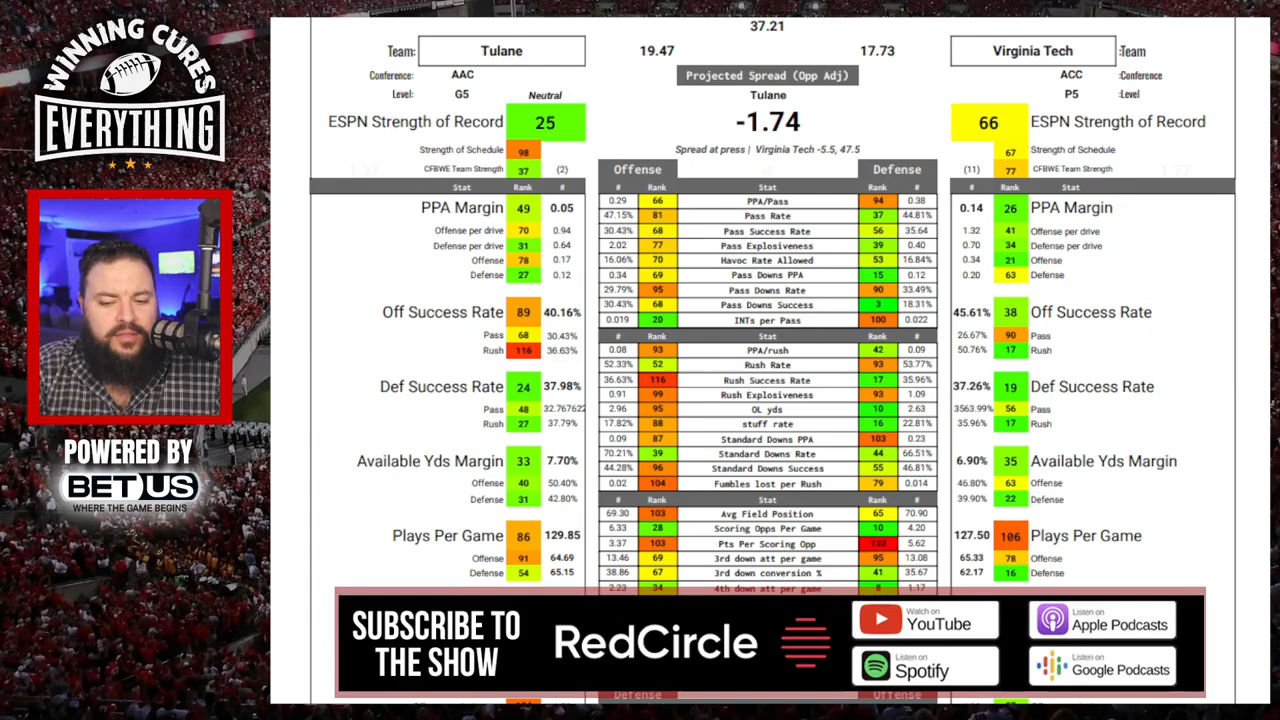 WINNING CURES
EVERYTHING
POWERED BY
BETUS
WHERE THE GAME BEGINS
37.21
Team: Tulane 19.47 17.73 Virginia Tech :Team
Projected Spread (Opp Adj)
Conference: AAC ACC :Conference
Level: G5 Neutral Tulane P5 :Level
ESPN Strength of Record 25 -1.74 66 ESPN Strength of Record
Strength of Schedule 98 Spread at press | Virginia Tech -5.5, 47.5 67 Strength of Schedule
CFBWE Team Strength 37 (2) Offense Defense (11) 77 CFBWE Team Strength
Stat Rank # # Rank Stat Rank # # Rank Stat
PPA Margin 49 0.05 0.29 66 PPA/Pass 94 0.38 0.14 26 PPA Margin
47.15% 81 Pass Rate 37 44.81%
Offense per drive 70 0.94 30.43% 68 Pass Success Rate 56 35.64 1.32 41 Offense per drive
Defense per drive 31 0.64 2.02 77 Pass Explosiveness 39 0.40 0.70 34 Defense per drive
Offense 78 0.17 16.06% 70 Havoc Rate Allowed 53 16.84% 0.34 21 Offense
Defense 27 0.12 0.34 69 Pass Downs PPA 15 0.12 0.20 63 Defense
29.79% 95 Pass Downs Rate 90 33.49%
Off Success Rate 89 40.16% 30.43% 68 Pass Downs Success 3 18.31% 45.61% 38 Off Success Rate
0.019 20 INTs per Pass 100 0.022
Pass 68 30.43% # Rank Stat Rank # 26.67% 90 Pass
Rush 116 36.63% 0.08 93 PPA/rush 42 0.09 50.76% 17 Rush
52.33% 52 Rush Rate 93 53.77%
Def Success Rate 24 37.98% 36.63% 116 Rush Success Rate 17 35.96% 37.26% 19 Def Success Rate
0.91 99 Rush Explosiveness 93 1.09
Pass 48 32.767622 2.96 95 OL yds 10 2.63 3563.99% 56 Pass
Rush 27 37.79% 17.82% 88 stuff rate 16 22.81% 35.96% 17 Rush
0.09 87 Standard Downs PPA 103 0.23
Available Yds Margin 33 7.70% 70.21% 39 Standard Downs Rate 44 66.51% 6.90% 35 Available Yds Margin
44.28% 96 Standard Downs Success 55 46.81%
Offense 40 50.40% 0.02 104 Fumbles lost per Rush 79 0.014 46.80% 63 Offense
Defense 31 42.80% # Rank Stat Rank # 39.90% 22 Defense
69.30 103 Avg Field Position 65 70.90
6.33 28 Scoring Opps Per Game 10 4.20
Plays Per Game 86 129.85 3.37 103 Pts Per Scoring Opp 133 5.62 127.50 106 Plays Per Game
Offense 91 64.69 13.46 69 3rd down att per game 95 13.08 65.33 78 Offense
Defense 54 65.15 38.86 67 3rd down conversion % 41 35.67 62.17 16 Defense
2.23 34 4th down att per game 8 1.17
SUBSCRIBE TO
THE SHOW
RedCircle
Watch on
YouTube
Listen on
Apple Podcasts
Listen on
Spotify
Listen on
Google Podcasts
Defense Offense